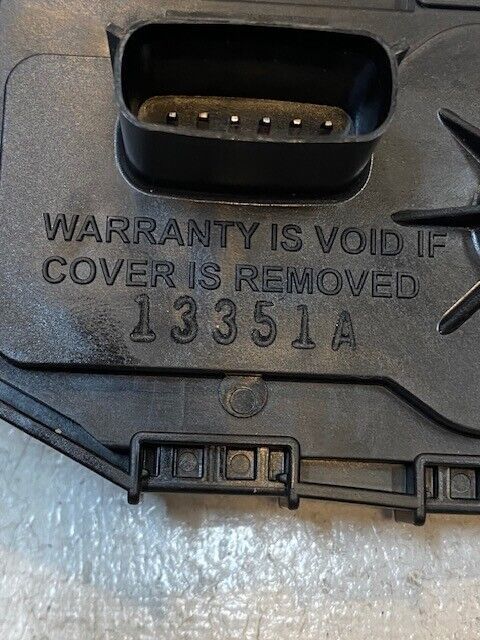 WARRANTY IS VOID IF
COVER IS REMOVED
13351A